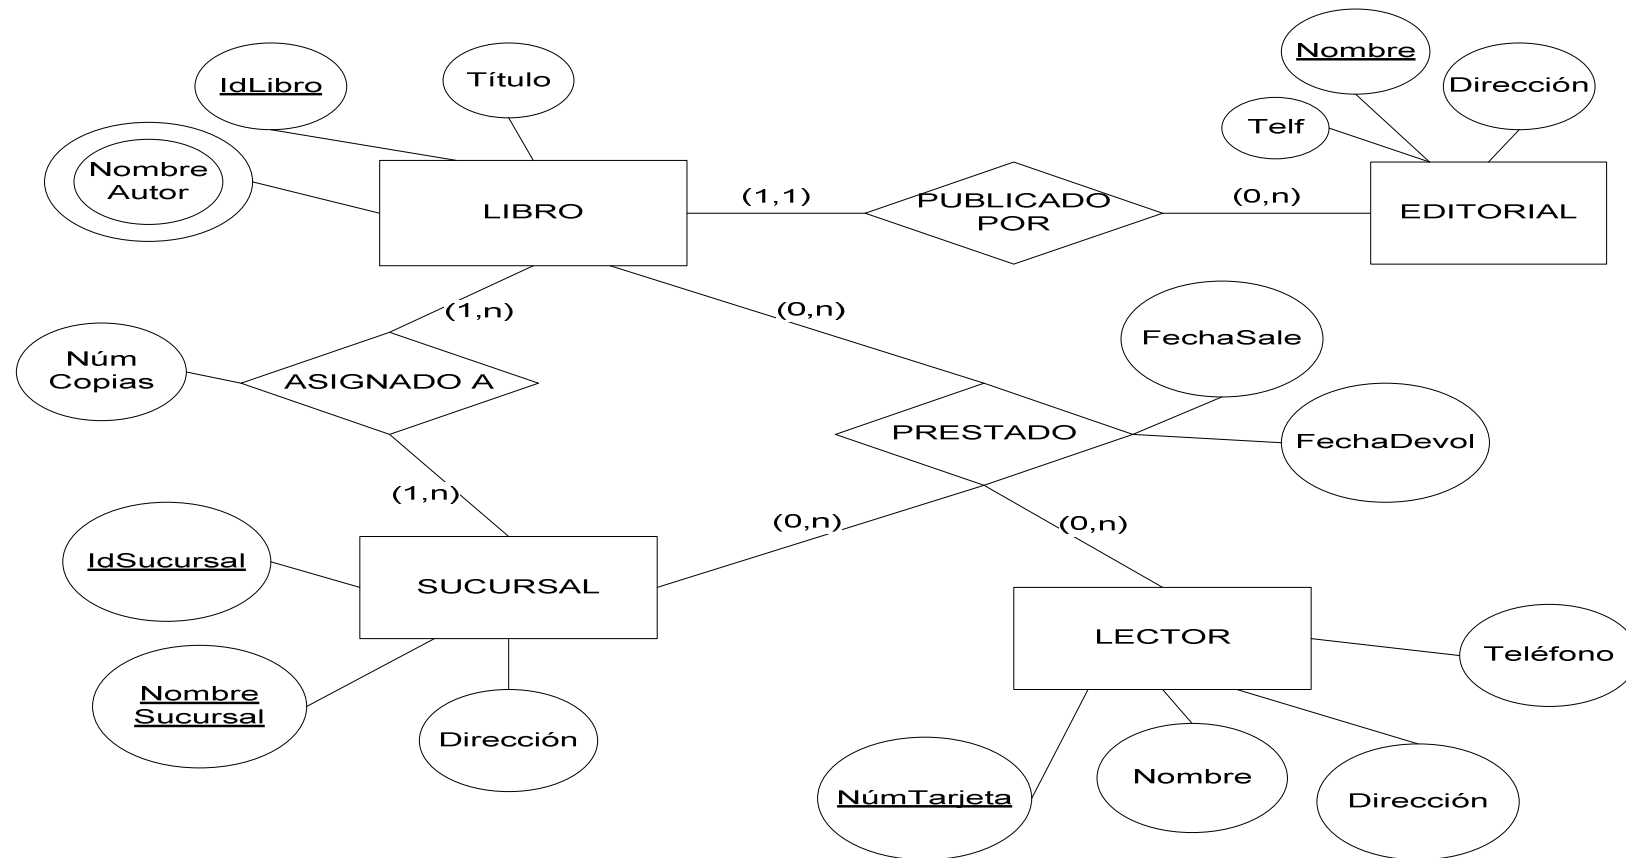 Nombre
IdLibro
Título
Dirección
Telf
Nombre
Autor
LIBRO
(1,1)
PUBLICADO
POR
(0,n)
EDITORIAL
(1,n)
(0,n)
FechaSale
Núm
Copias
ASIGNADO A
PRESTADO
FechaDevol
(1,n)
(0,n)
(0,n)
IdSucursal
SUCURSAL
LECTOR
Teléfono
Nombre
Sucursal
Dirección
NúmTarjeta
Nombre
Dirección